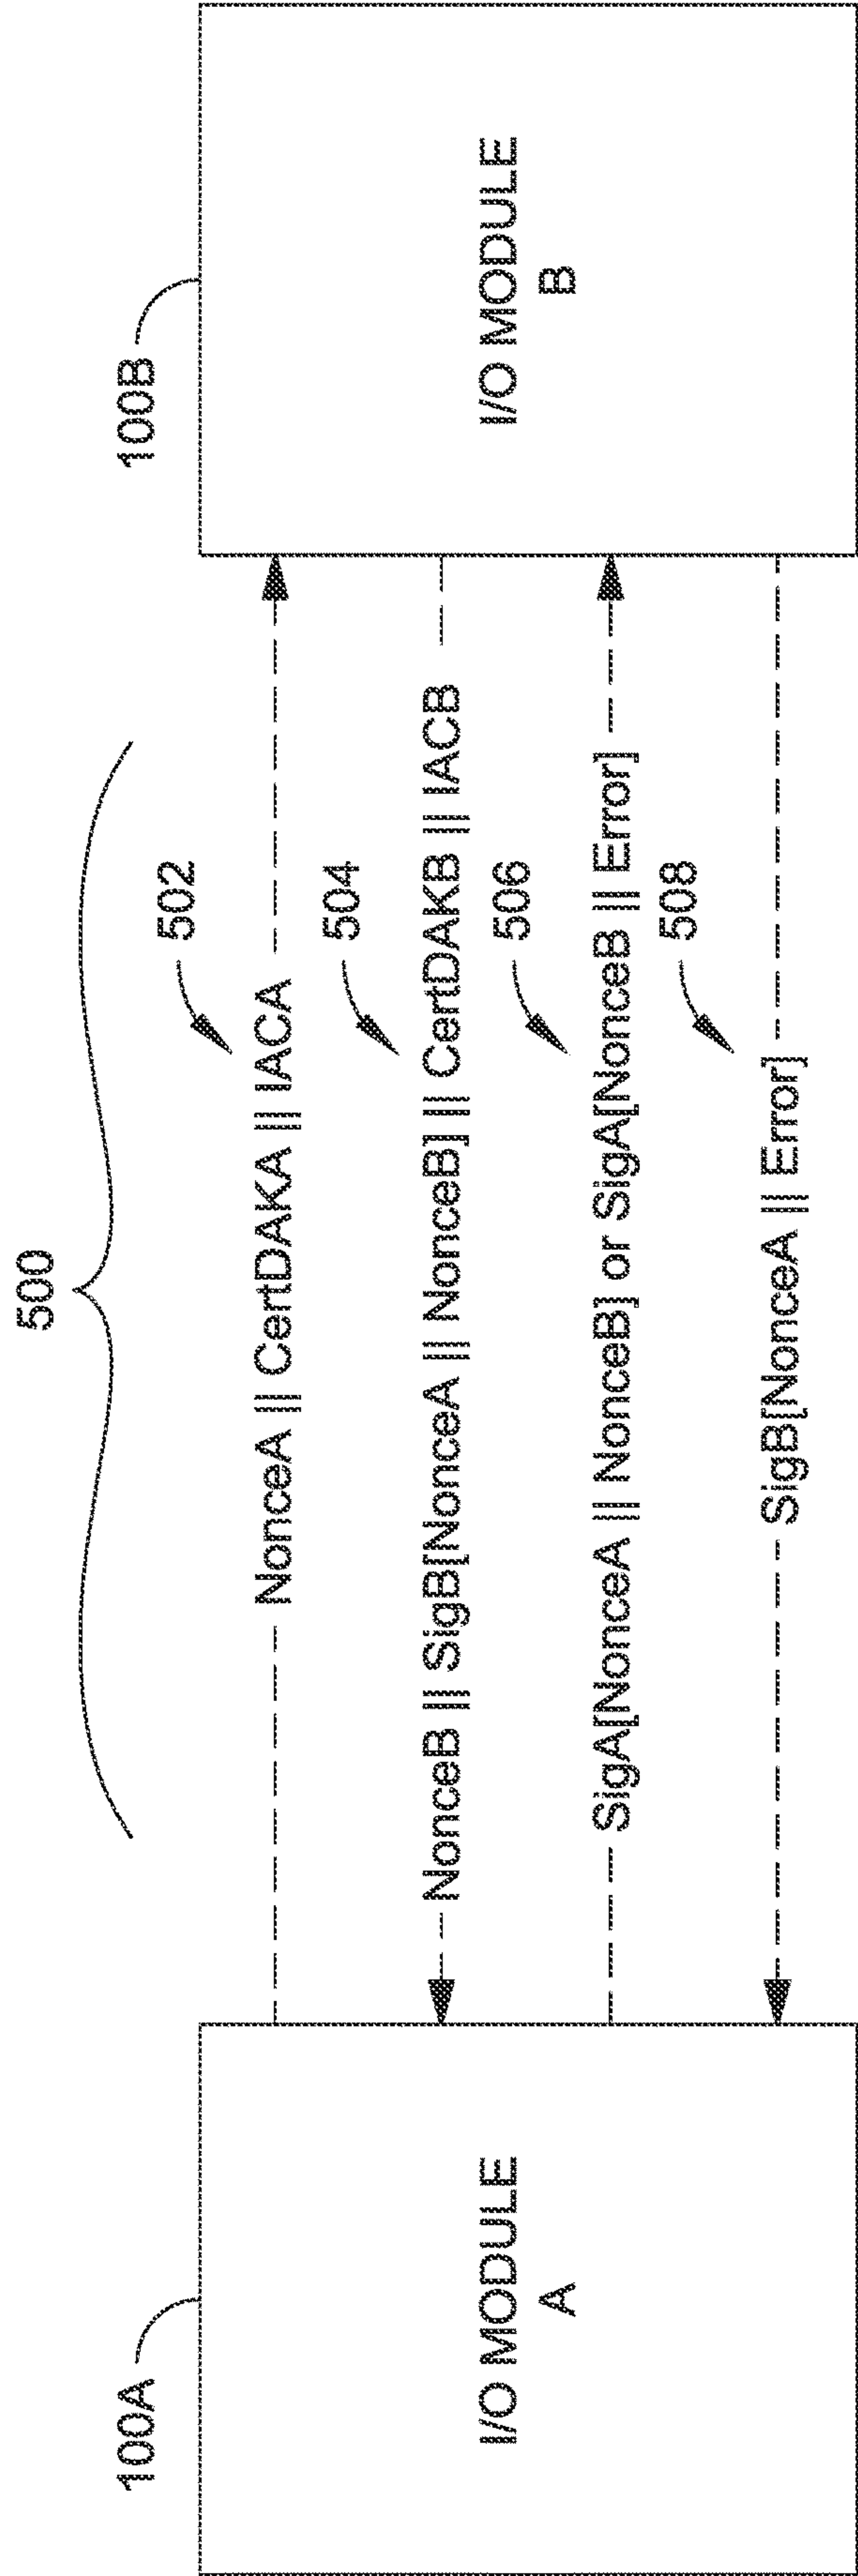 500
100A
100B
I/O MODULE
A
I/O MODULE
B
502
NonceA || CertDAKA || IACA
504
NonceB || SigB[NonceA || NonceB] || CertDAKB || IACB
506
SigA[NonceA || NonceB] or SigA[NonceB || Error]
508
SigB[NonceA || Error]